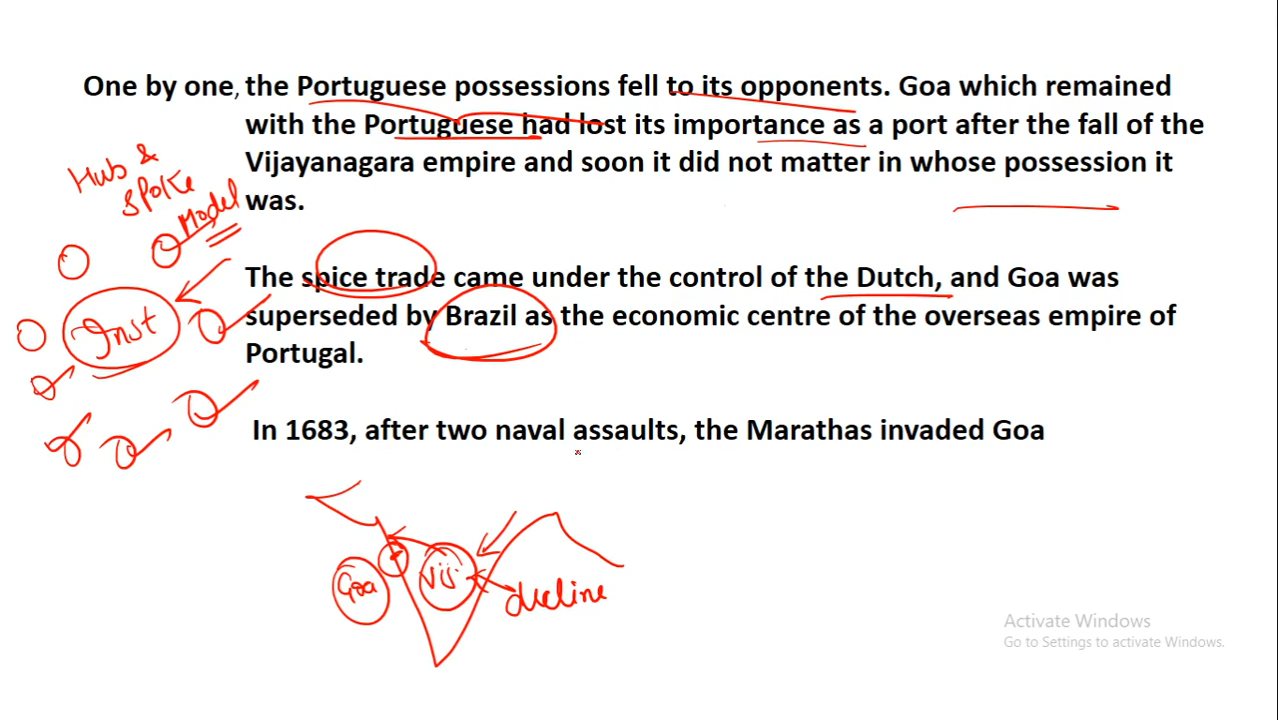 One by one, the Portuguese possessions fell to its opponents. Goa which remained
with the Portuguese had lost its importance as a port after the fall of the
Vijayanagara empire and soon it did not matter in whose possession it
was.
Hub &
Spoke
Model
The spice trade came under the control of the Dutch, and Goa was
superseded by Brazil as the economic centre of the overseas empire of
Portugal.
Inst
In 1683, after two naval assaults, the Marathas invaded Goa
Goa
Vij
decline
Activate Windows
Go to Settings to activate Windows.